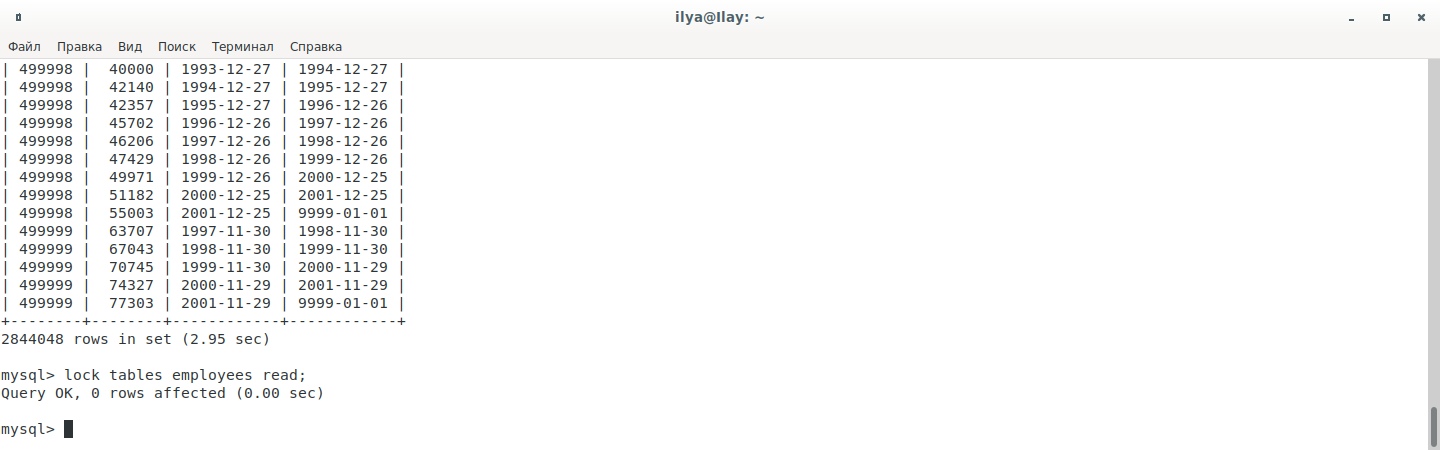 ilya@Ilay: ~
Файл Правка Вид Поиск Терминал Справка
| 499998 |  40000 | 1993-12-27 | 1994-12-27 |
| 499998 |  42140 | 1994-12-27 | 1995-12-27 |
| 499998 |  42357 | 1995-12-27 | 1996-12-26 |
| 499998 |  45702 | 1996-12-26 | 1997-12-26 |
| 499998 |  46206 | 1997-12-26 | 1998-12-26 |
| 499998 |  47429 | 1998-12-26 | 1999-12-26 |
| 499998 |  49971 | 1999-12-26 | 2000-12-25 |
| 499998 |  51182 | 2000-12-25 | 2001-12-25 |
| 499998 |  55003 | 2001-12-25 | 9999-01-01 |
| 499999 |  63707 | 1997-11-30 | 1998-11-30 |
| 499999 |  67043 | 1998-11-30 | 1999-11-30 |
| 499999 |  70745 | 1999-11-30 | 2000-11-29 |
| 499999 |  74327 | 2000-11-29 | 2001-11-29 |
| 499999 |  77303 | 2001-11-29 | 9999-01-01 |
+--------+--------+------------+------------+
2844048 rows in set (2.95 sec)
mysql> lock tables employees read;
Query OK, 0 rows affected (0.00 sec)
mysql>